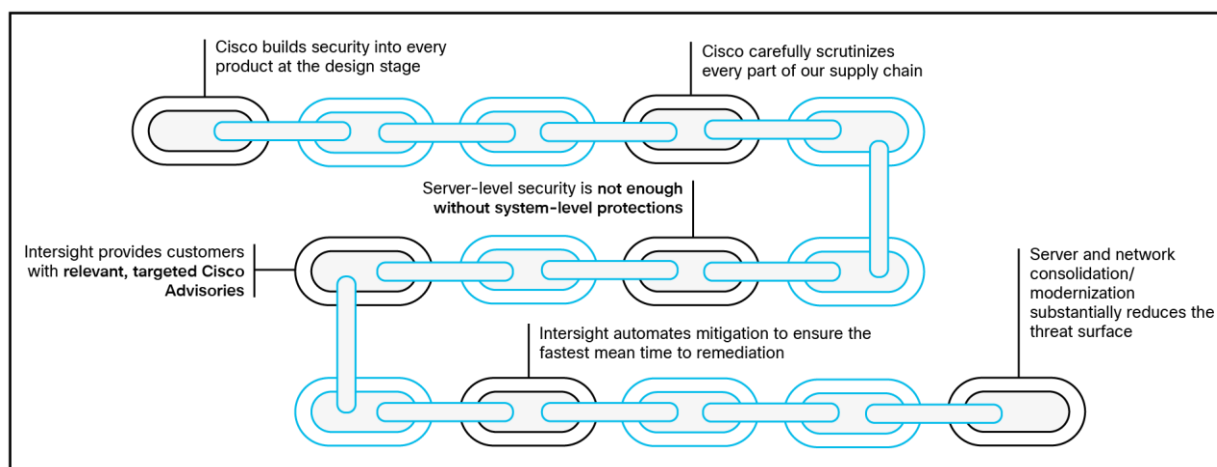 Cisco builds security into every
product at the design stage
Cisco carefully scrutinizes
every part of our supply chain
Server-level security is not enough
without system-level protections
Intersight provides customers
with relevant, targeted Cisco
Advisories
Server and network
consolidation/
modernization
substantially reduces the
threat surface
Intersight automates mitigation to ensure the
fastest mean time to remediation